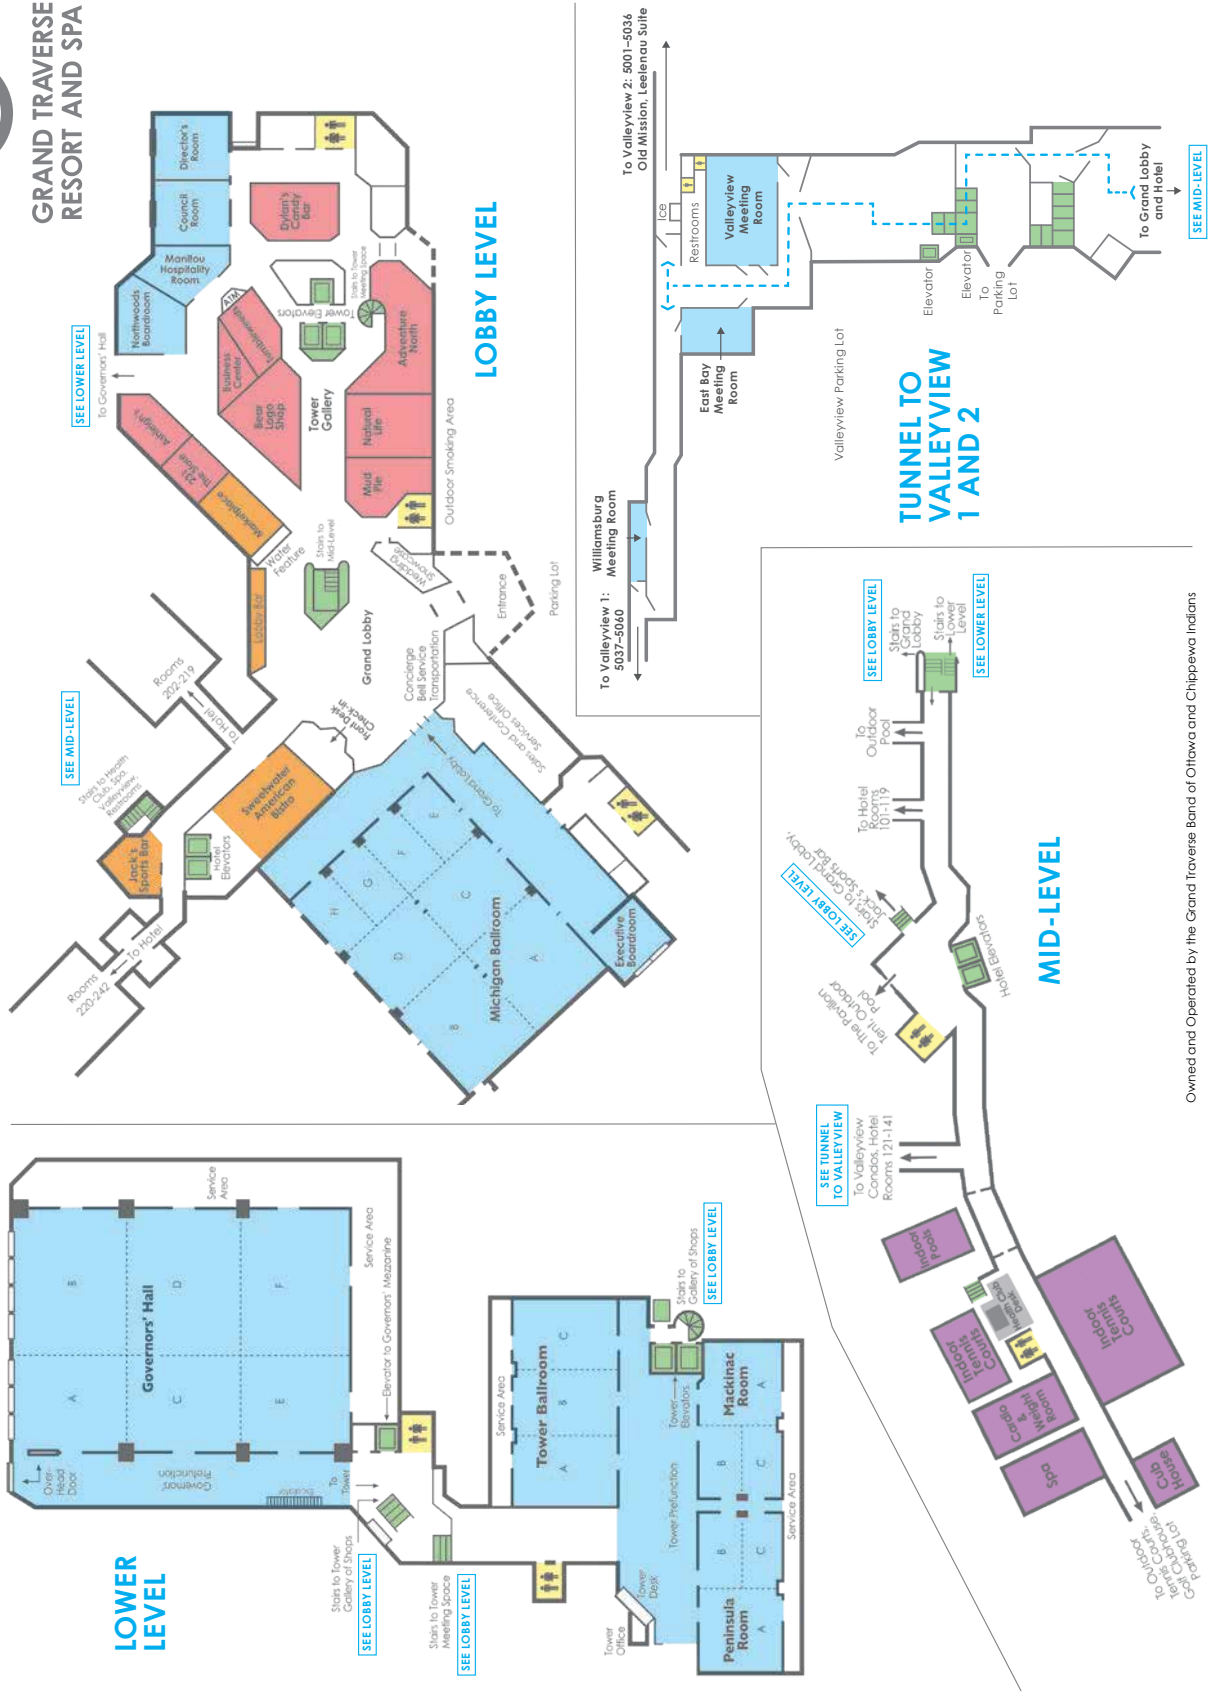 GRAND TRAVERSE
RESORT AND SPA
LOBBY LEVEL
Director's
Room
Council
Room
Manitou
Hospitality
Room
Northwoods
Boardroom
Dylan's
Candy
Bar
Stairs to Tower
Meeting Space
Tower Elevators
ATM
Tumbleweeds
Business
Center
Bear
Logo
Shop
Tower
Gallery
Adventure
North
Natural
Life
Mud
Pie
Outdoor Smoking Area
SEE LOWER LEVEL
To Governors' Hall
Ashleigh's
231
The Store
Marketplace
Water
Feature
Lobby Bar
Stairs to
Mid-Level
Wedding
Showcase
Entrance
Parking Lot
Grand Lobby
Concierge
Bell Service
Transportation
Sales and Conference
Services Office
Front Desk
Check-in
To Grand Lobby
Rooms
202-219
To Hotel
SEE MID-LEVEL
Stairs to Health
Club, Spa,
Valleyview,
Restrooms
Jack's
Sports Bar
Hotel
Elevators
Sweetwater
American
Bistro
To Hotel
Rooms
220-242
Michigan Ballroom
A
B
C
D
E
F
G
H
Executive
Boardroom
TUNNEL TO
VALLEYVIEW
1 AND 2
To Valleyview 2: 5001–5036
Old Mission, Leelenau Suite
Ice
Restrooms
Valleyview
Meeting
Room
East Bay
Meeting
Room
Williamsburg
Meeting Room
To Valleyview 1:
5037–5060
Valleyview Parking Lot
Elevator
Elevator
To
Parking
Lot
To Grand Lobby
and Hotel
SEE MID-LEVEL
LOWER
LEVEL
Service
Area
Service Area
Governors' Hall
A
B
C
D
E
F
Over-
Head
Door
Governors'
Prefunction
Escalator
To
Tower
Elevator to Governors' Mezzanine
Stairs to Tower
Gallery of Shops
SEE LOBBY LEVEL
Stairs to Tower
Meeting Space
SEE LOBBY LEVEL
Service Area
Tower Ballroom
A
B
C
Stairs to
Gallery of Shops
SEE LOBBY LEVEL
Tower
Elevators
Tower Prefunction
Tower
Desk
Tower
Office
Mackinac
Room
A
B
C
Peninsula
Room
A
B
C
Service Area
MID-LEVEL
SEE LOBBY LEVEL
Stairs to
Grand
Lobby
Stairs to
Lower
Level
SEE LOWER LEVEL
To
Outdoor
Pool
To Hotel
Rooms
101-119
Stairs to Grand Lobby,
Jack's Sports Bar
SEE LOBBY LEVEL
Hotel Elevators
To The Pavilion
Tent, Outdoor
Pool
SEE TUNNEL
TO VALLEYVIEW
To Valleyview
Condos, Hotel
Rooms 121-141
Indoor
Pools
Health Club
Desk
Indoor
Tennis
Courts
Indoor
Tennis
Courts
Cardio
&
Weight
Room
Spa
Cub
House
To Outdoor
Tennis Courts,
Golf Clubhouse,
Parking Lot
Owned and Operated by the Grand Traverse Band of Ottawa and Chippewa Indians